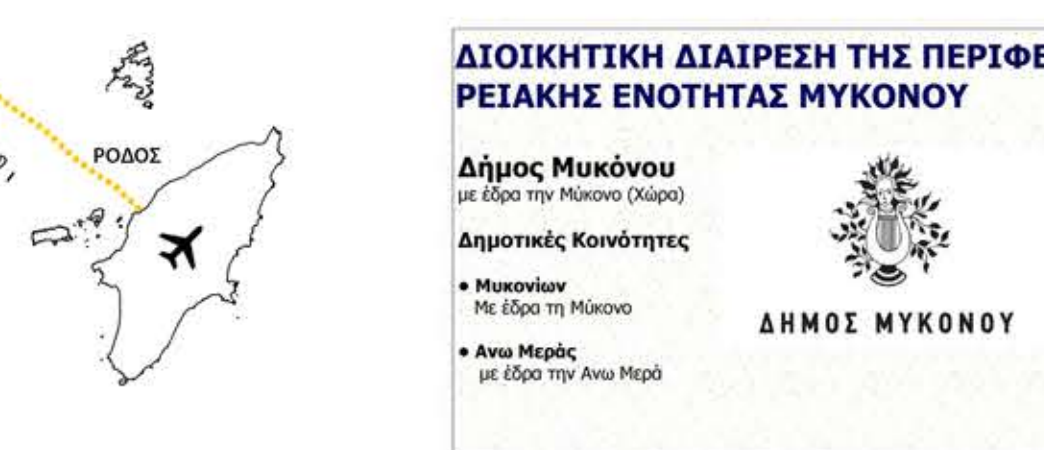 ΡΟΔΟΣ
ΔΙΟΙΚΗΤΙΚΗ ΔΙΑΙΡΕΣΗ ΤΗΣ ΠΕΡΙΦΕ
ΡΕΙΑΚΗΣ ΕΝΟΤΗΤΑΣ ΜΥΚΟΝΟΥ
Δήμος Μυκόνου
με έδρα την Μύκονο (Χώρα)
Δημοτικές Κοινότητες
• Μυκονίων
Με έδρα τη Μύκονο
• Ανω Μεράς
με έδρα την Ανω Μερά
ΔΗΜΟΣ ΜΥΚΟΝΟΥ